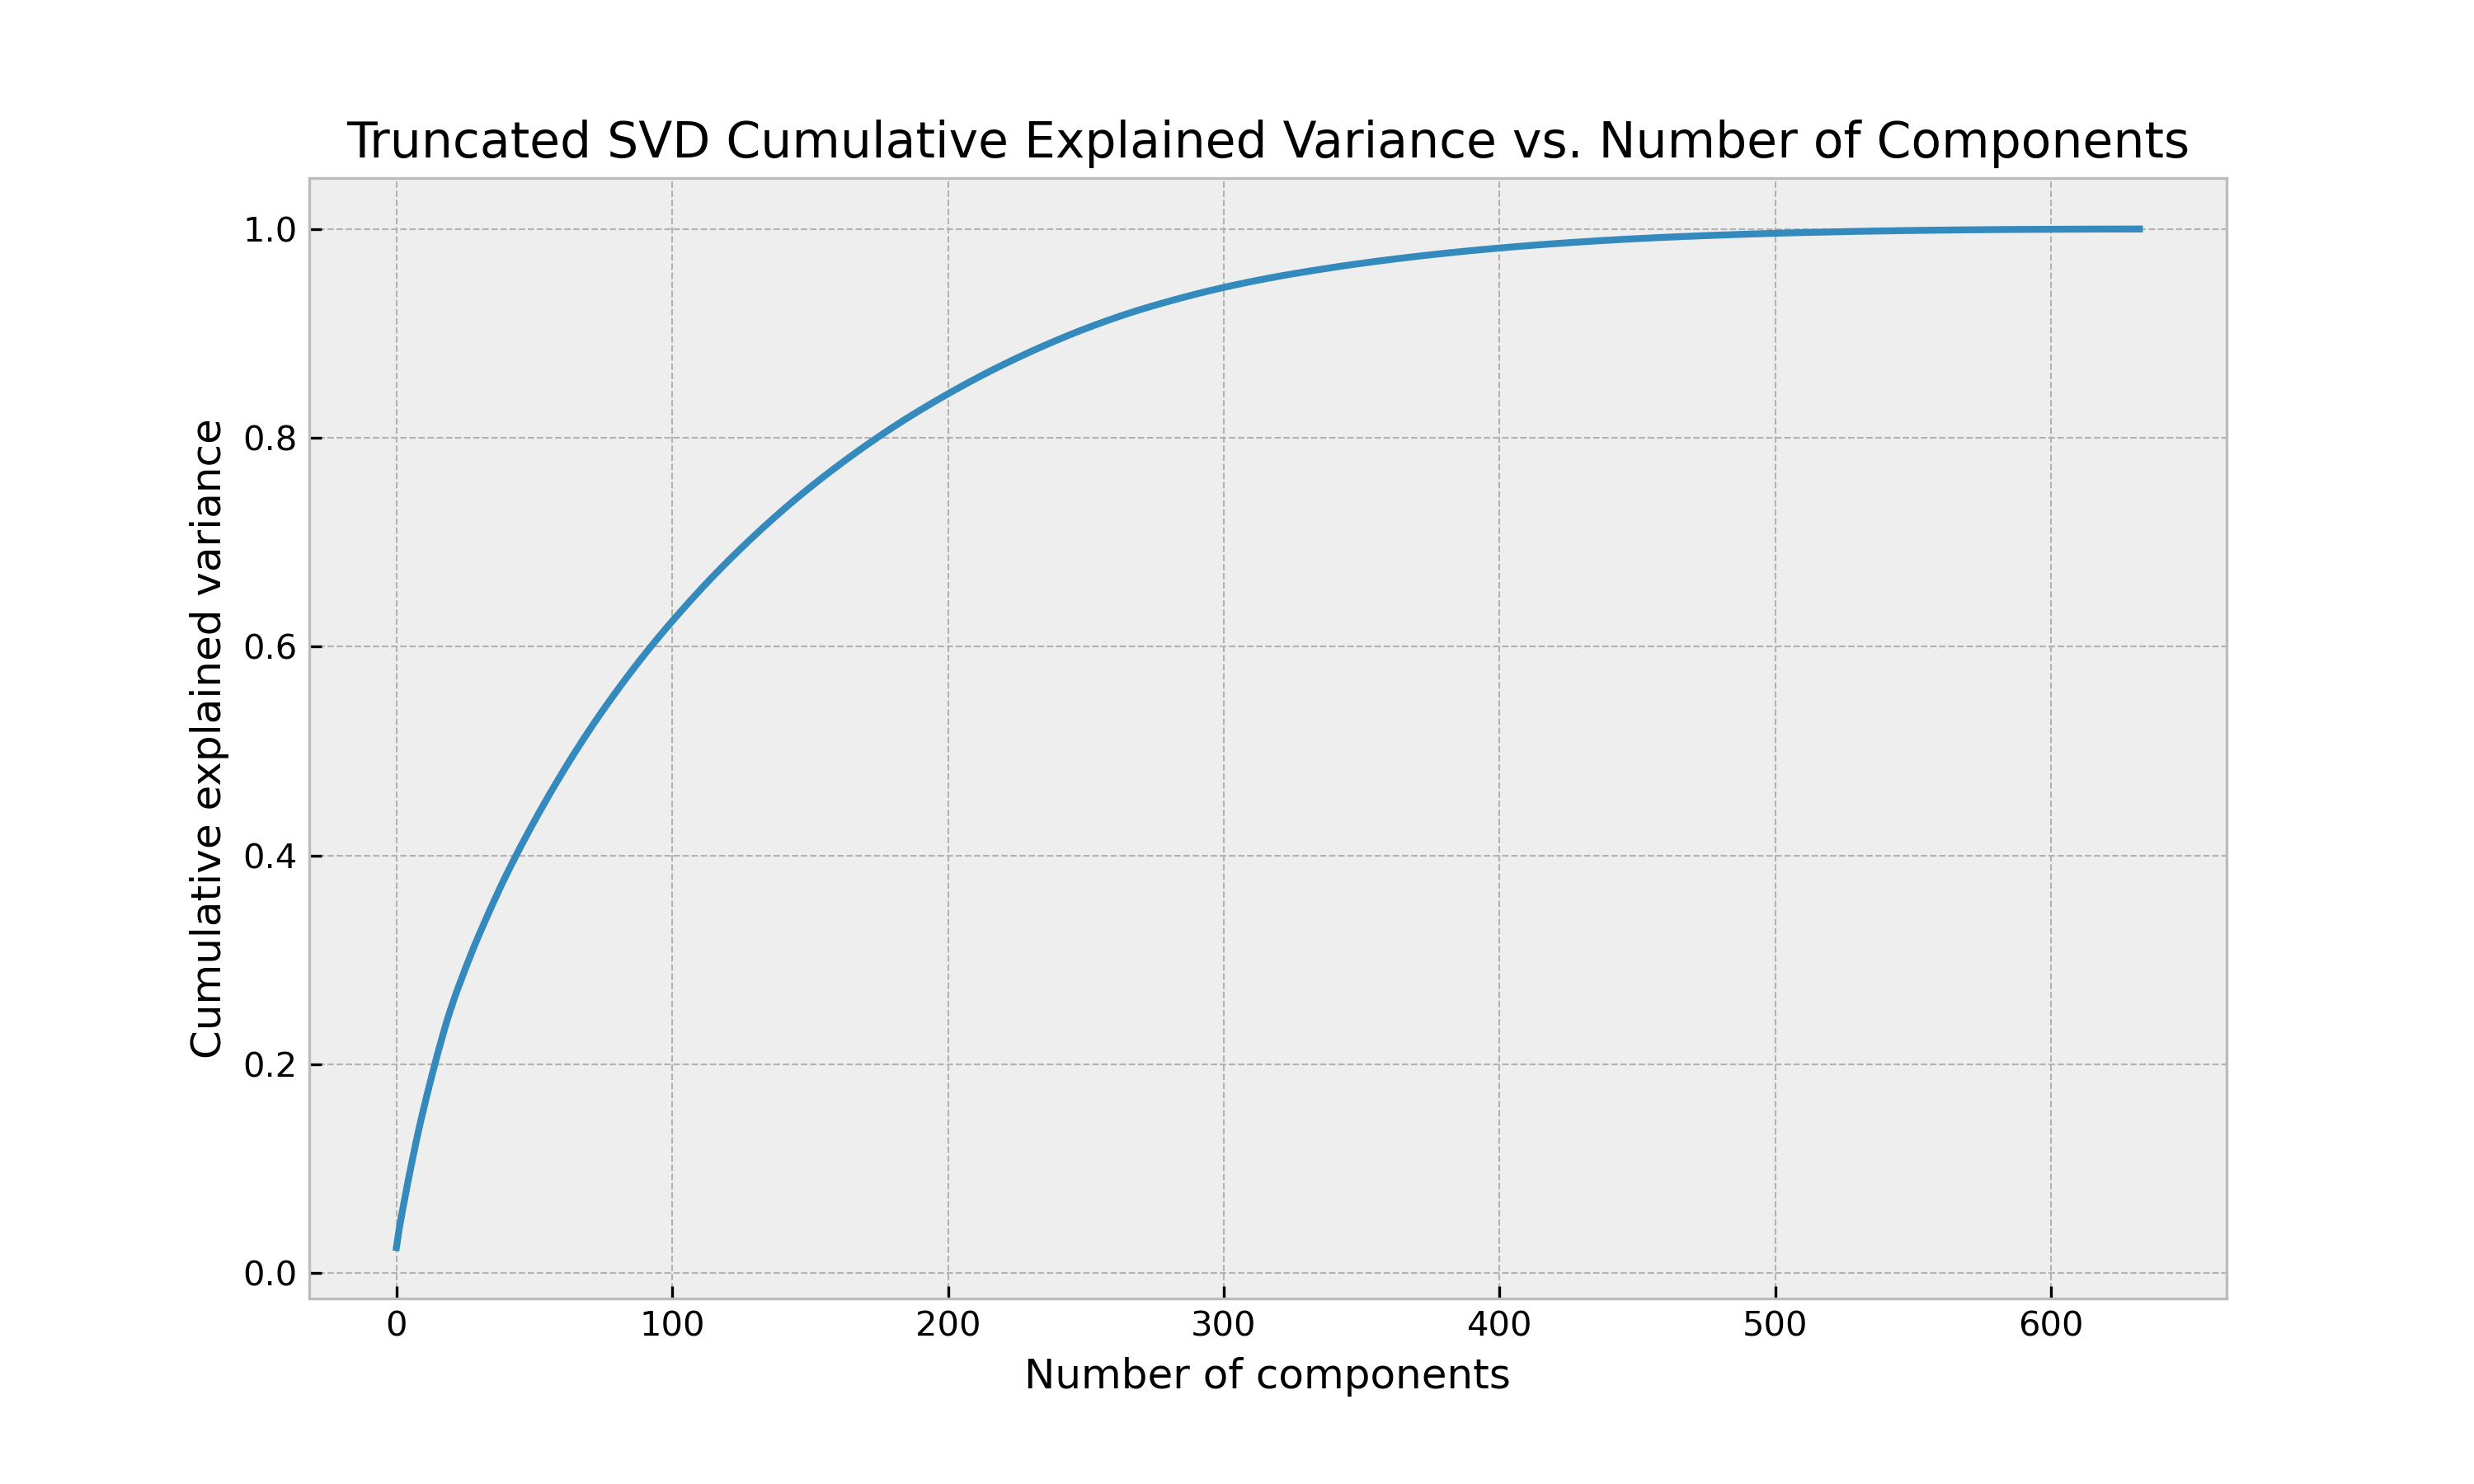 Truncated SVD Cumulative Explained Variance vs. Number of Components
Cumulative explained variance
1.0
0.8
0.6
0.4
0.2
0.0
0 100 200 300 400 500 600
Number of components